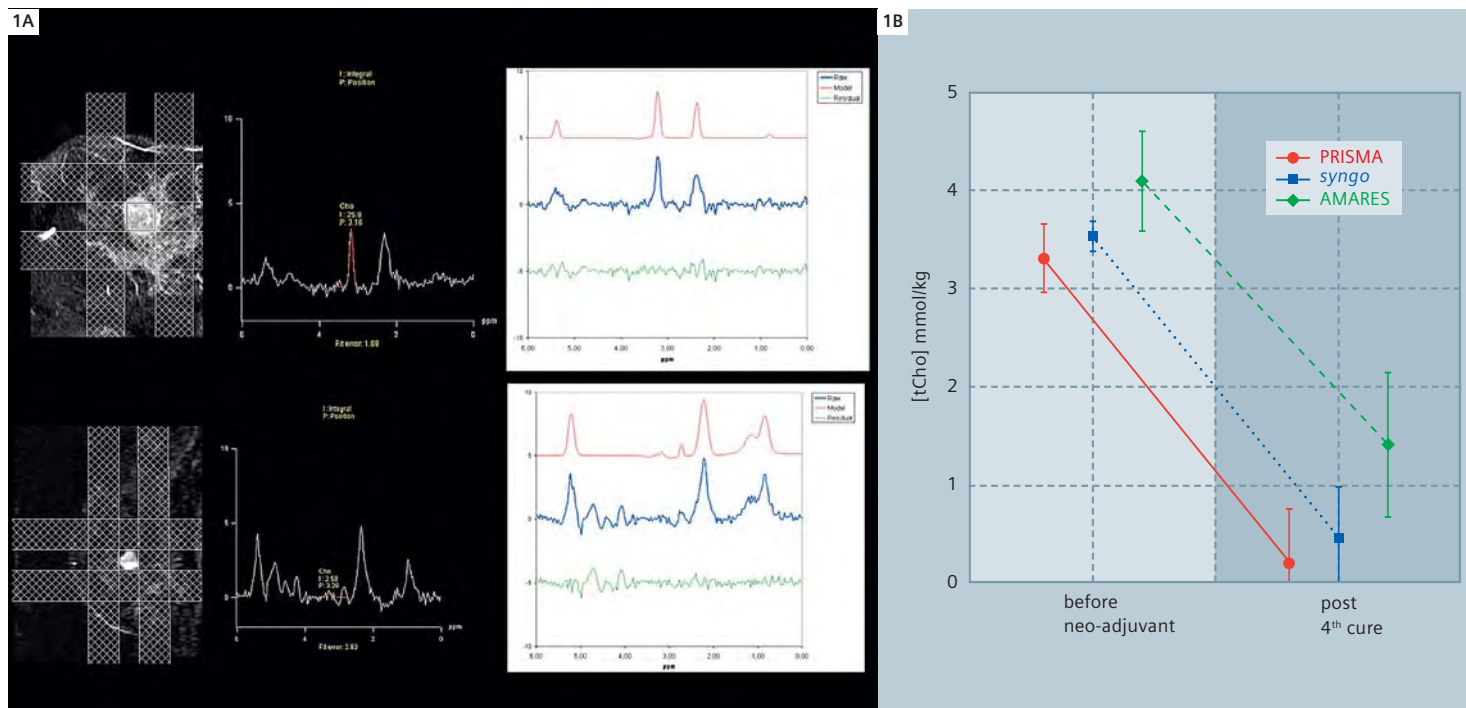 1A
I : Integral
P: Position
10
5
0
Cho
I : 25.9
P: 3.16
6
4
2
0
ppm
Fit error: 1.68
10
5
0
-5
-10
6.00
5.00
4.00
3.00
2.00
1.00
0.00
ppm
Raw
Model
Residual
I : Integral
P: Position
10
5
0
Cho
6
4
2
0
ppm
10
5
0
-5
-10
6.00
5.00
4.00
3.00
2.00
1.00
0.00
ppm
Raw
Model
Residual
1B
[tCho] mmol/kg
5
4
3
2
1
0
PRISMA
syngo
AMARES
before
neo-adjuvant
post
4th cure